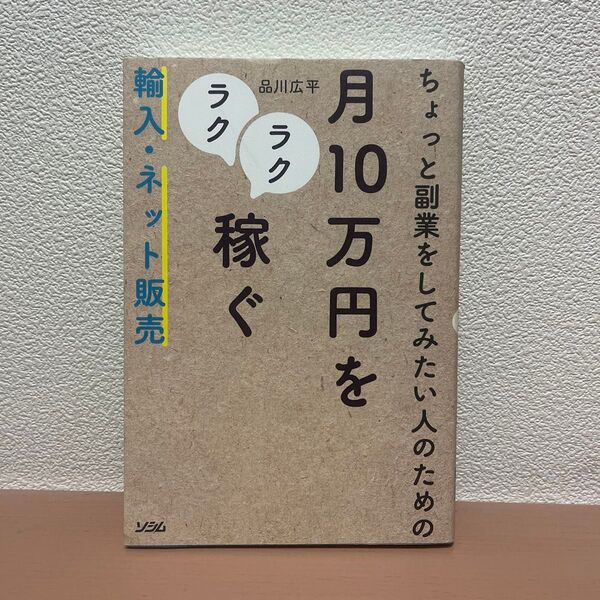 ちょっと副業をしてみたい人のための
月10万円を
ラク
ラク
稼ぐ
輸入・ネット販売
品川広平
ソシム